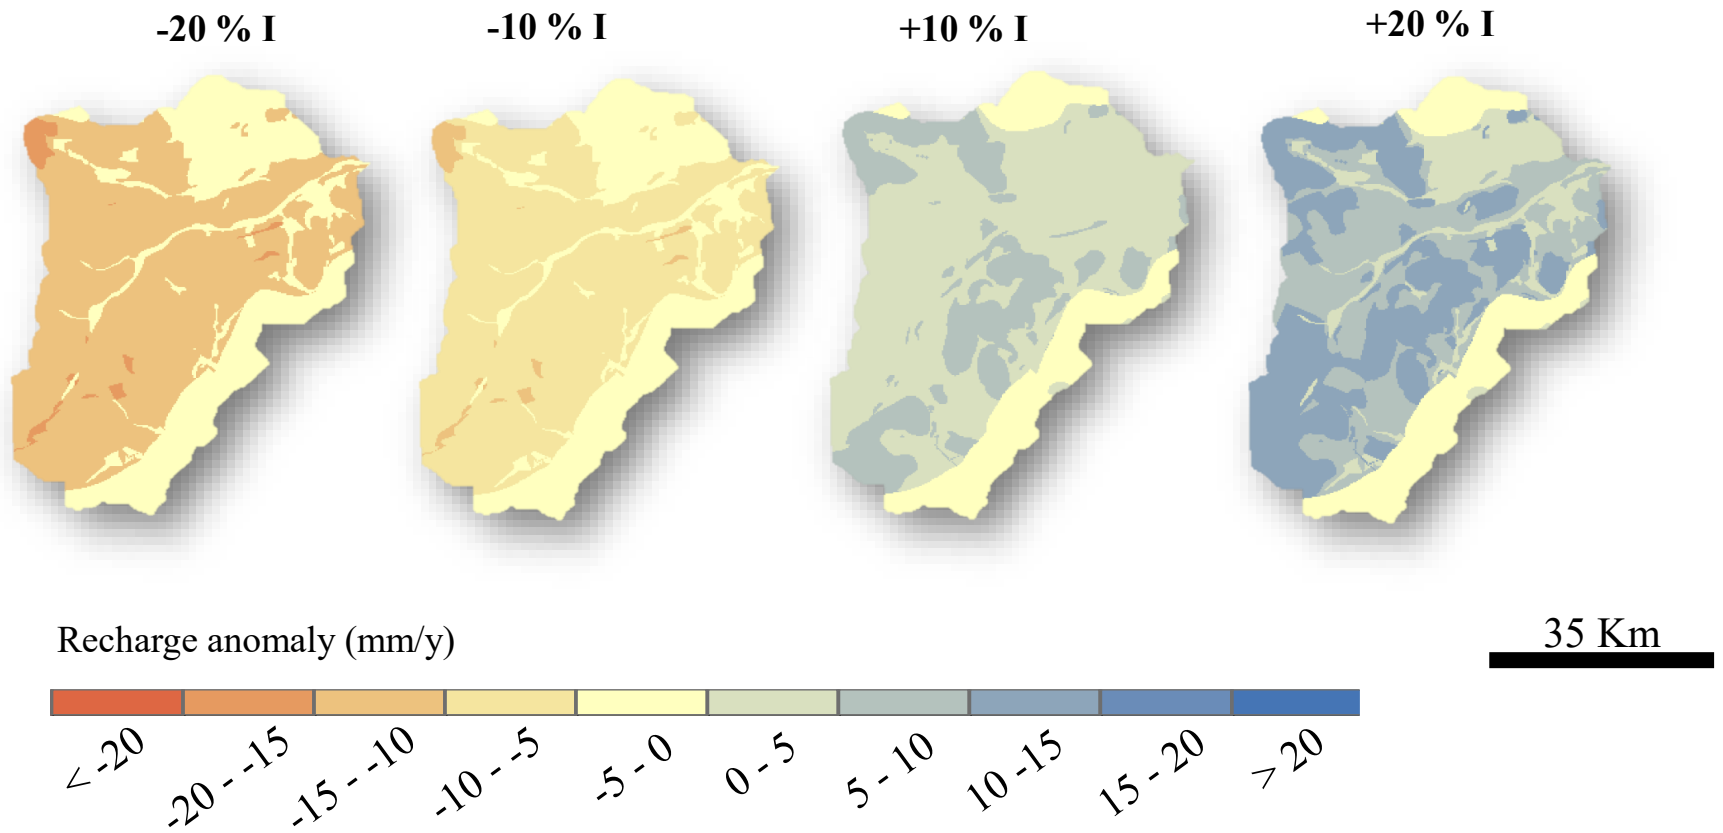 -20 % I
-10 % I
+10 % I
+20 % I
Recharge anomaly (mm/y)
35 Km
< -20
-20 - -15
-15 - -10
-10 - -5
-5 - 0
0 - 5
5 - 10
10 -15
15 - 20
> 20